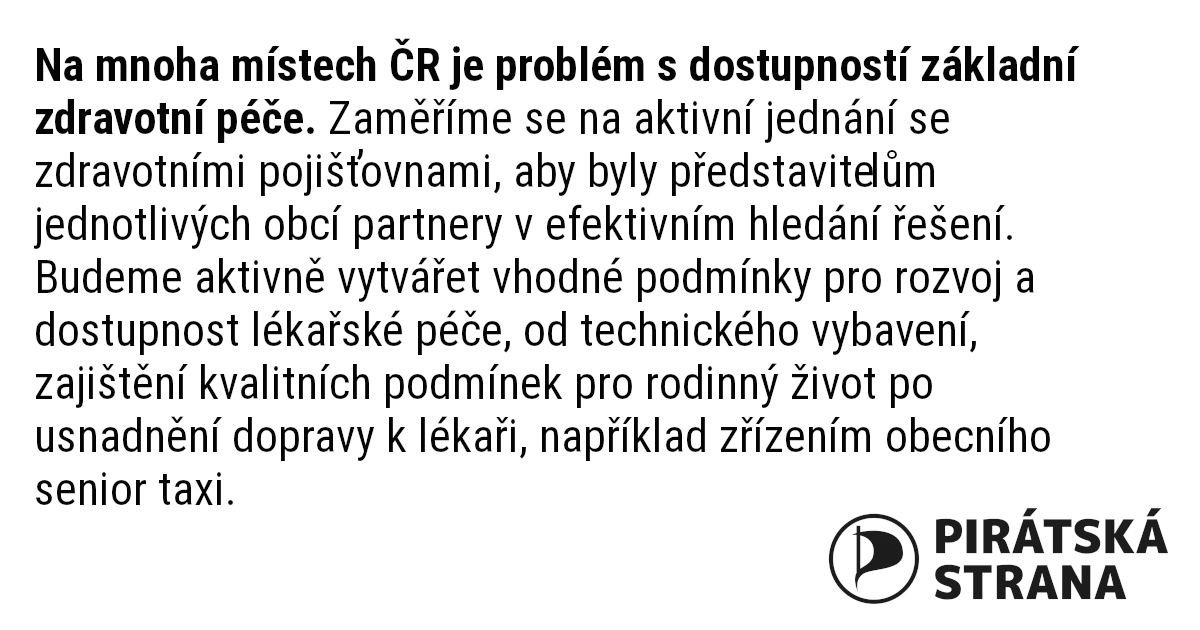 Na mnoha místech ČR je problém s dostupností základní
zdravotní péče. Zaměříme se na aktivní jednání se
zdravotními pojišťovnami, aby byly představitelům
jednotlivých obcí partnery v efektivním hledání řešení.
Budeme aktivně vytvářet vhodné podmínky pro rozvoj a
dostupnost lékařské péče, od technického vybavení,
zajištění kvalitních podmínek pro rodinný život po
usnadnění dopravy k lékaři, například zřízením obecního
senior taxi.
PIRÁTSKÁ
STRANA